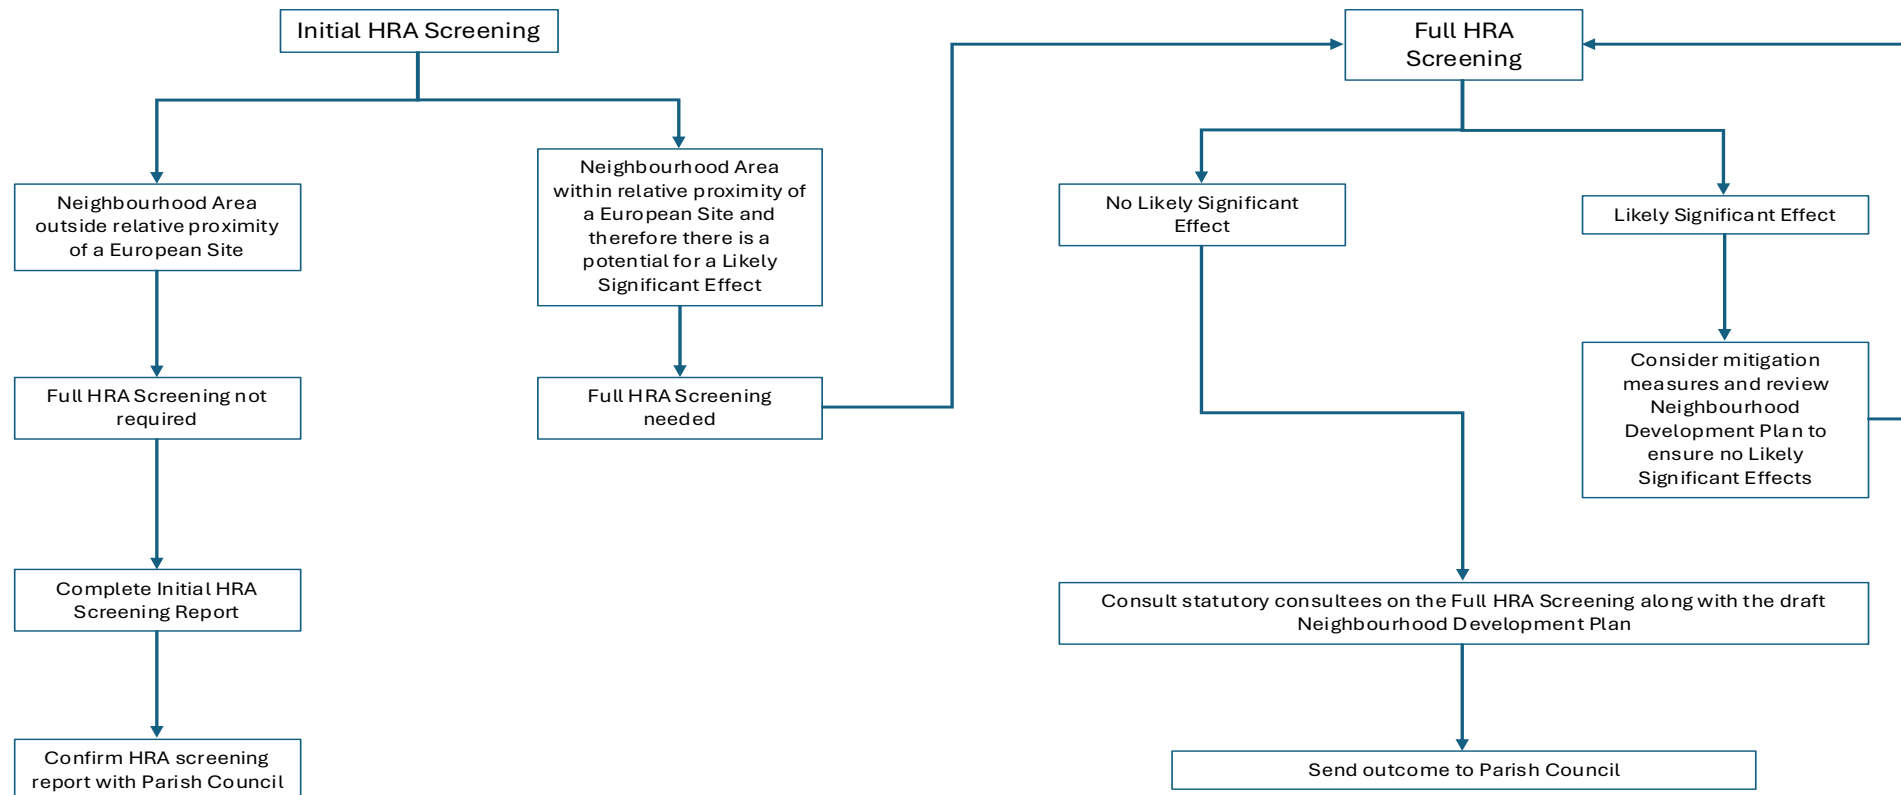 Initial HRA Screening
Neighbourhood Area
outside relative proximity
of a European Site
Full HRA Screening not
required
Complete Initial HRA
Screening Report
Confirm HRA screening
report with Parish Council
Neighbourhood Area
within relative proximity of
a European Site and
therefore there is a
potential for a Likely
Significant Effect
Full HRA Screening
needed
Full HRA
Screening
No Likely Significant
Effect
Likely Significant Effect
Consider mitigation
measures and review
Neighbourhood
Development Plan to
ensure no Likely
Significant Effects
Consult statutory consultees on the Full HRA Screening along with the draft
Neighbourhood Development Plan
Send outcome to Parish Council